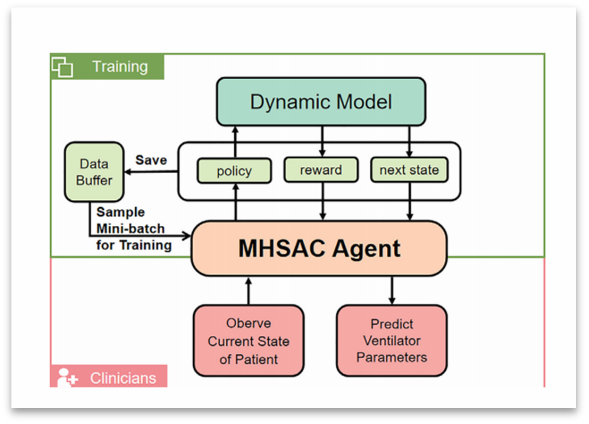 Training
Dynamic Model
Data
Buffer
Save
policy
reward
next state
Sample
Mini-batch
for Training
MHSAC Agent
Oberve
Current State
of Patient
Predict
Ventilator
Parameters
Clinicians